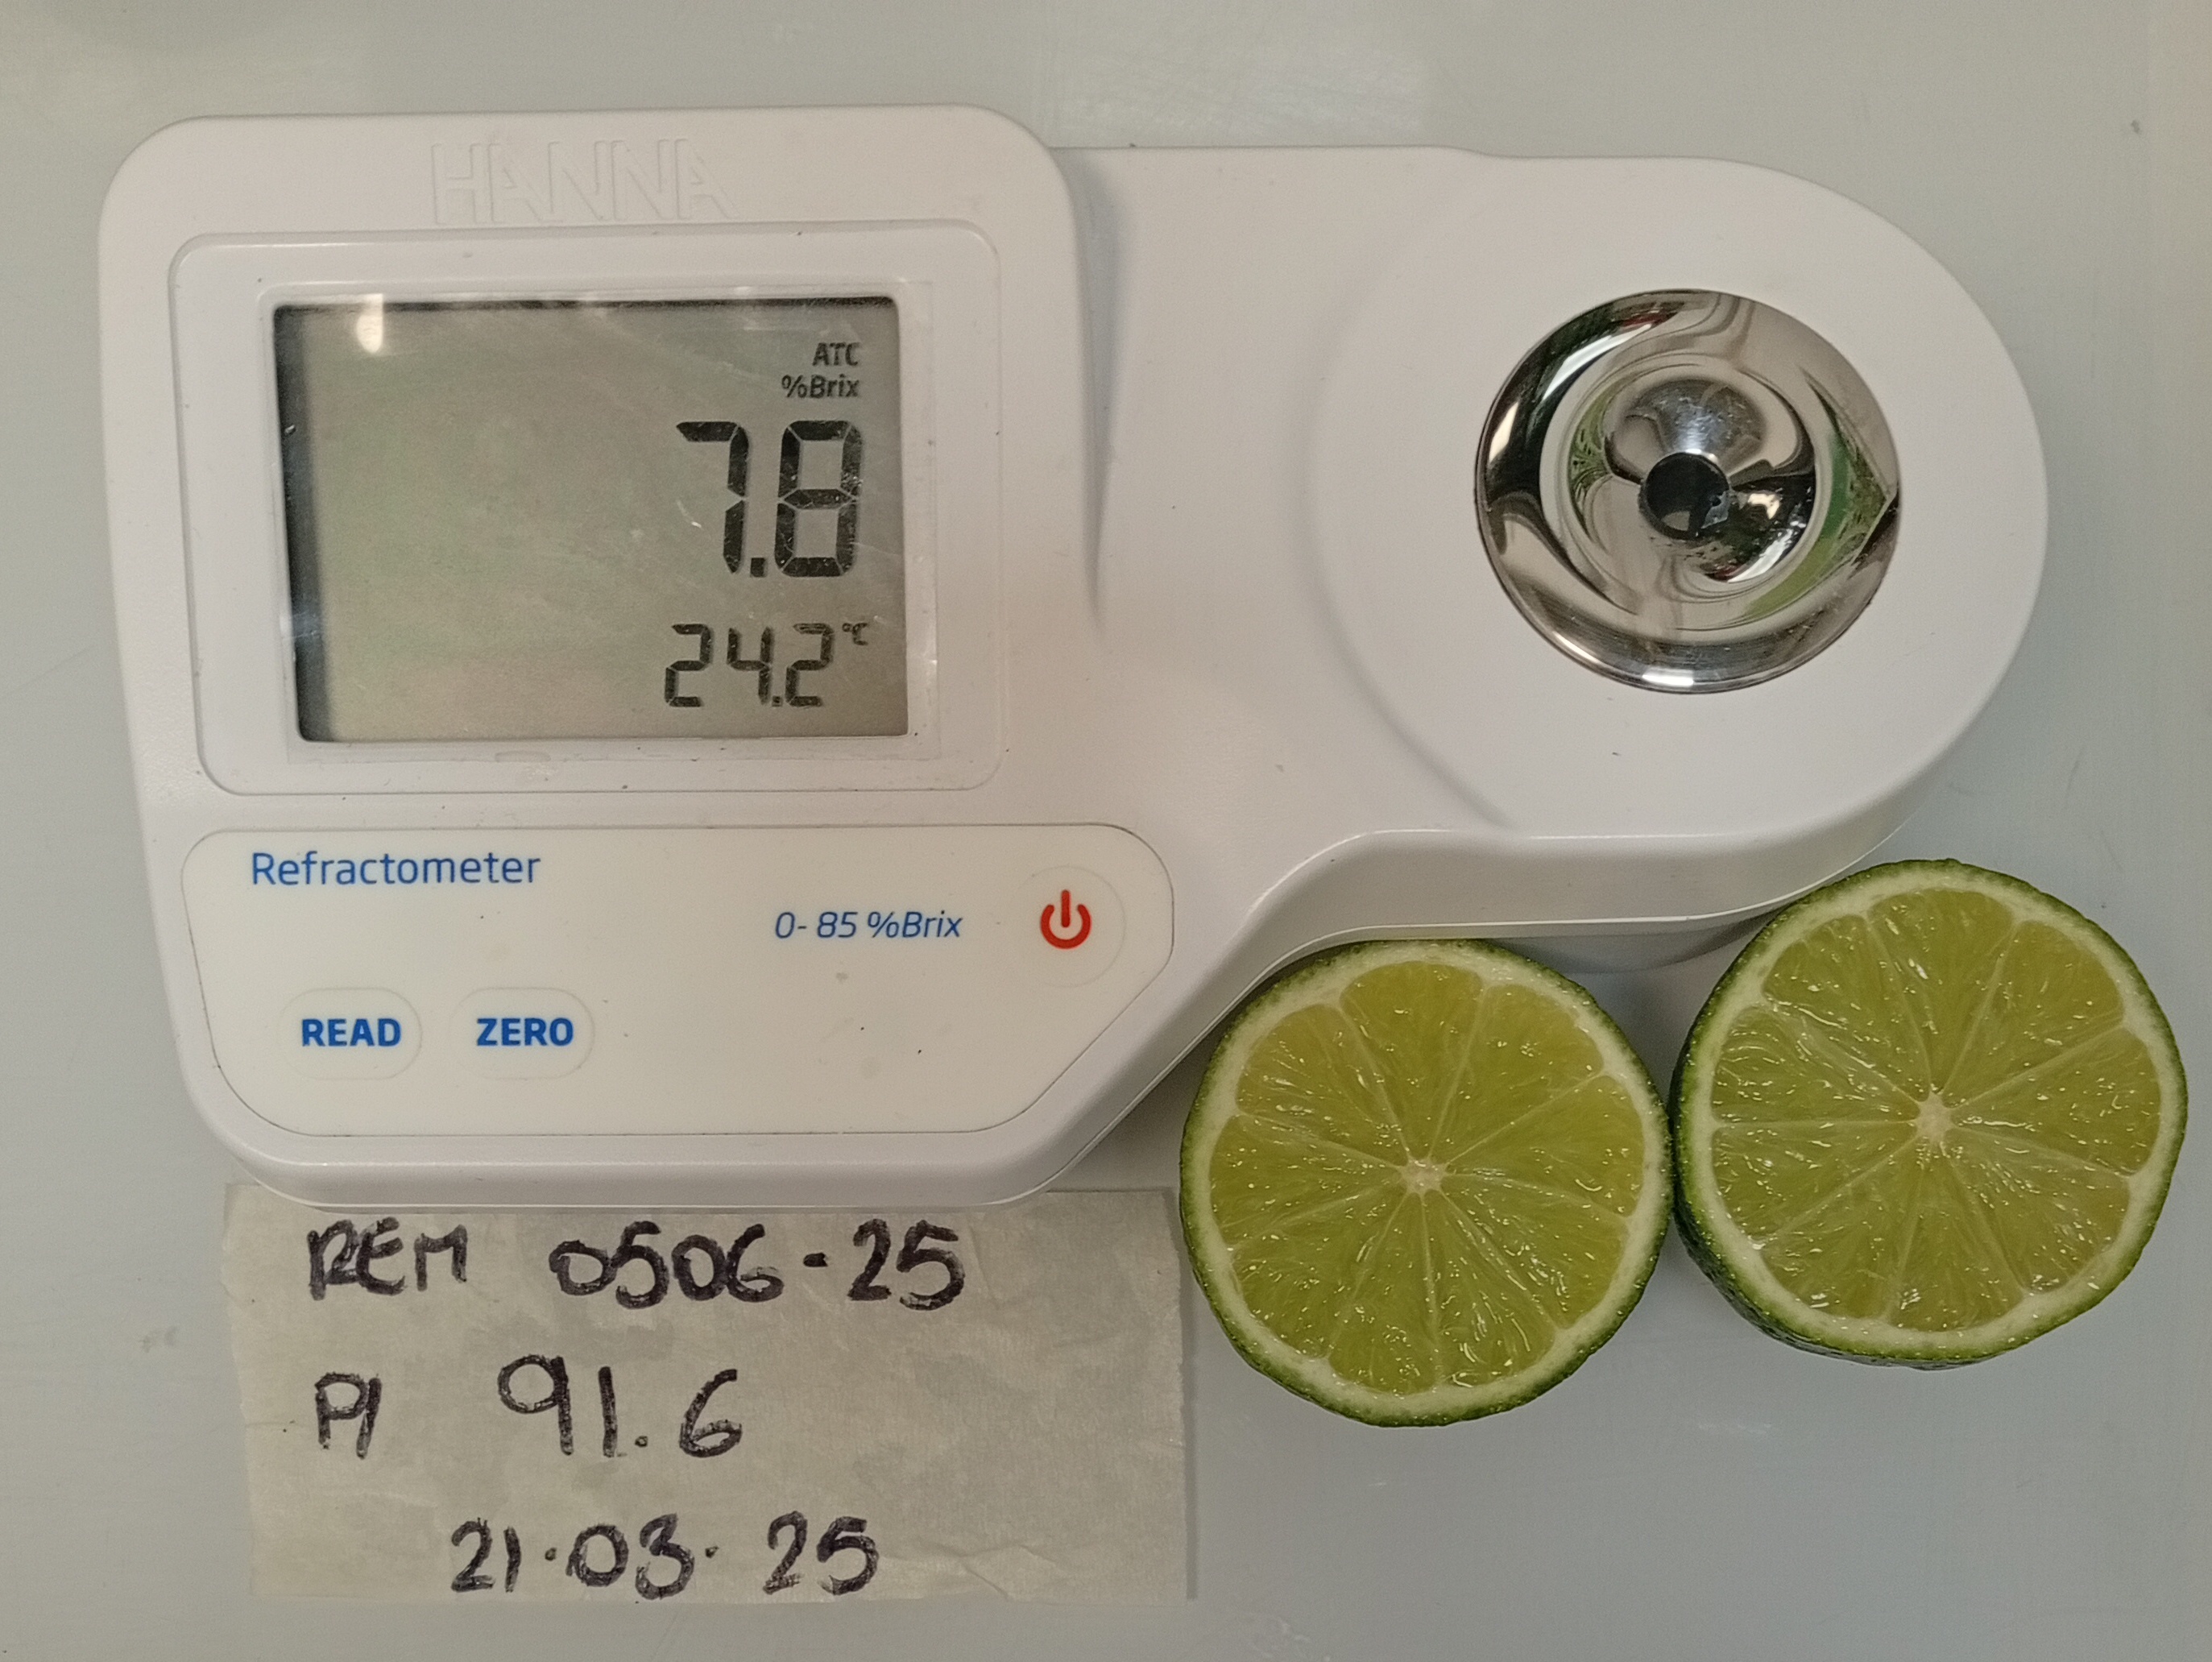 HANNA
ATC
%Brix
7.8
24.2°C
Refractometer
0- 85 %Brix
READ
ZERO
REM 0506-25
PI 91.6
21.03.25